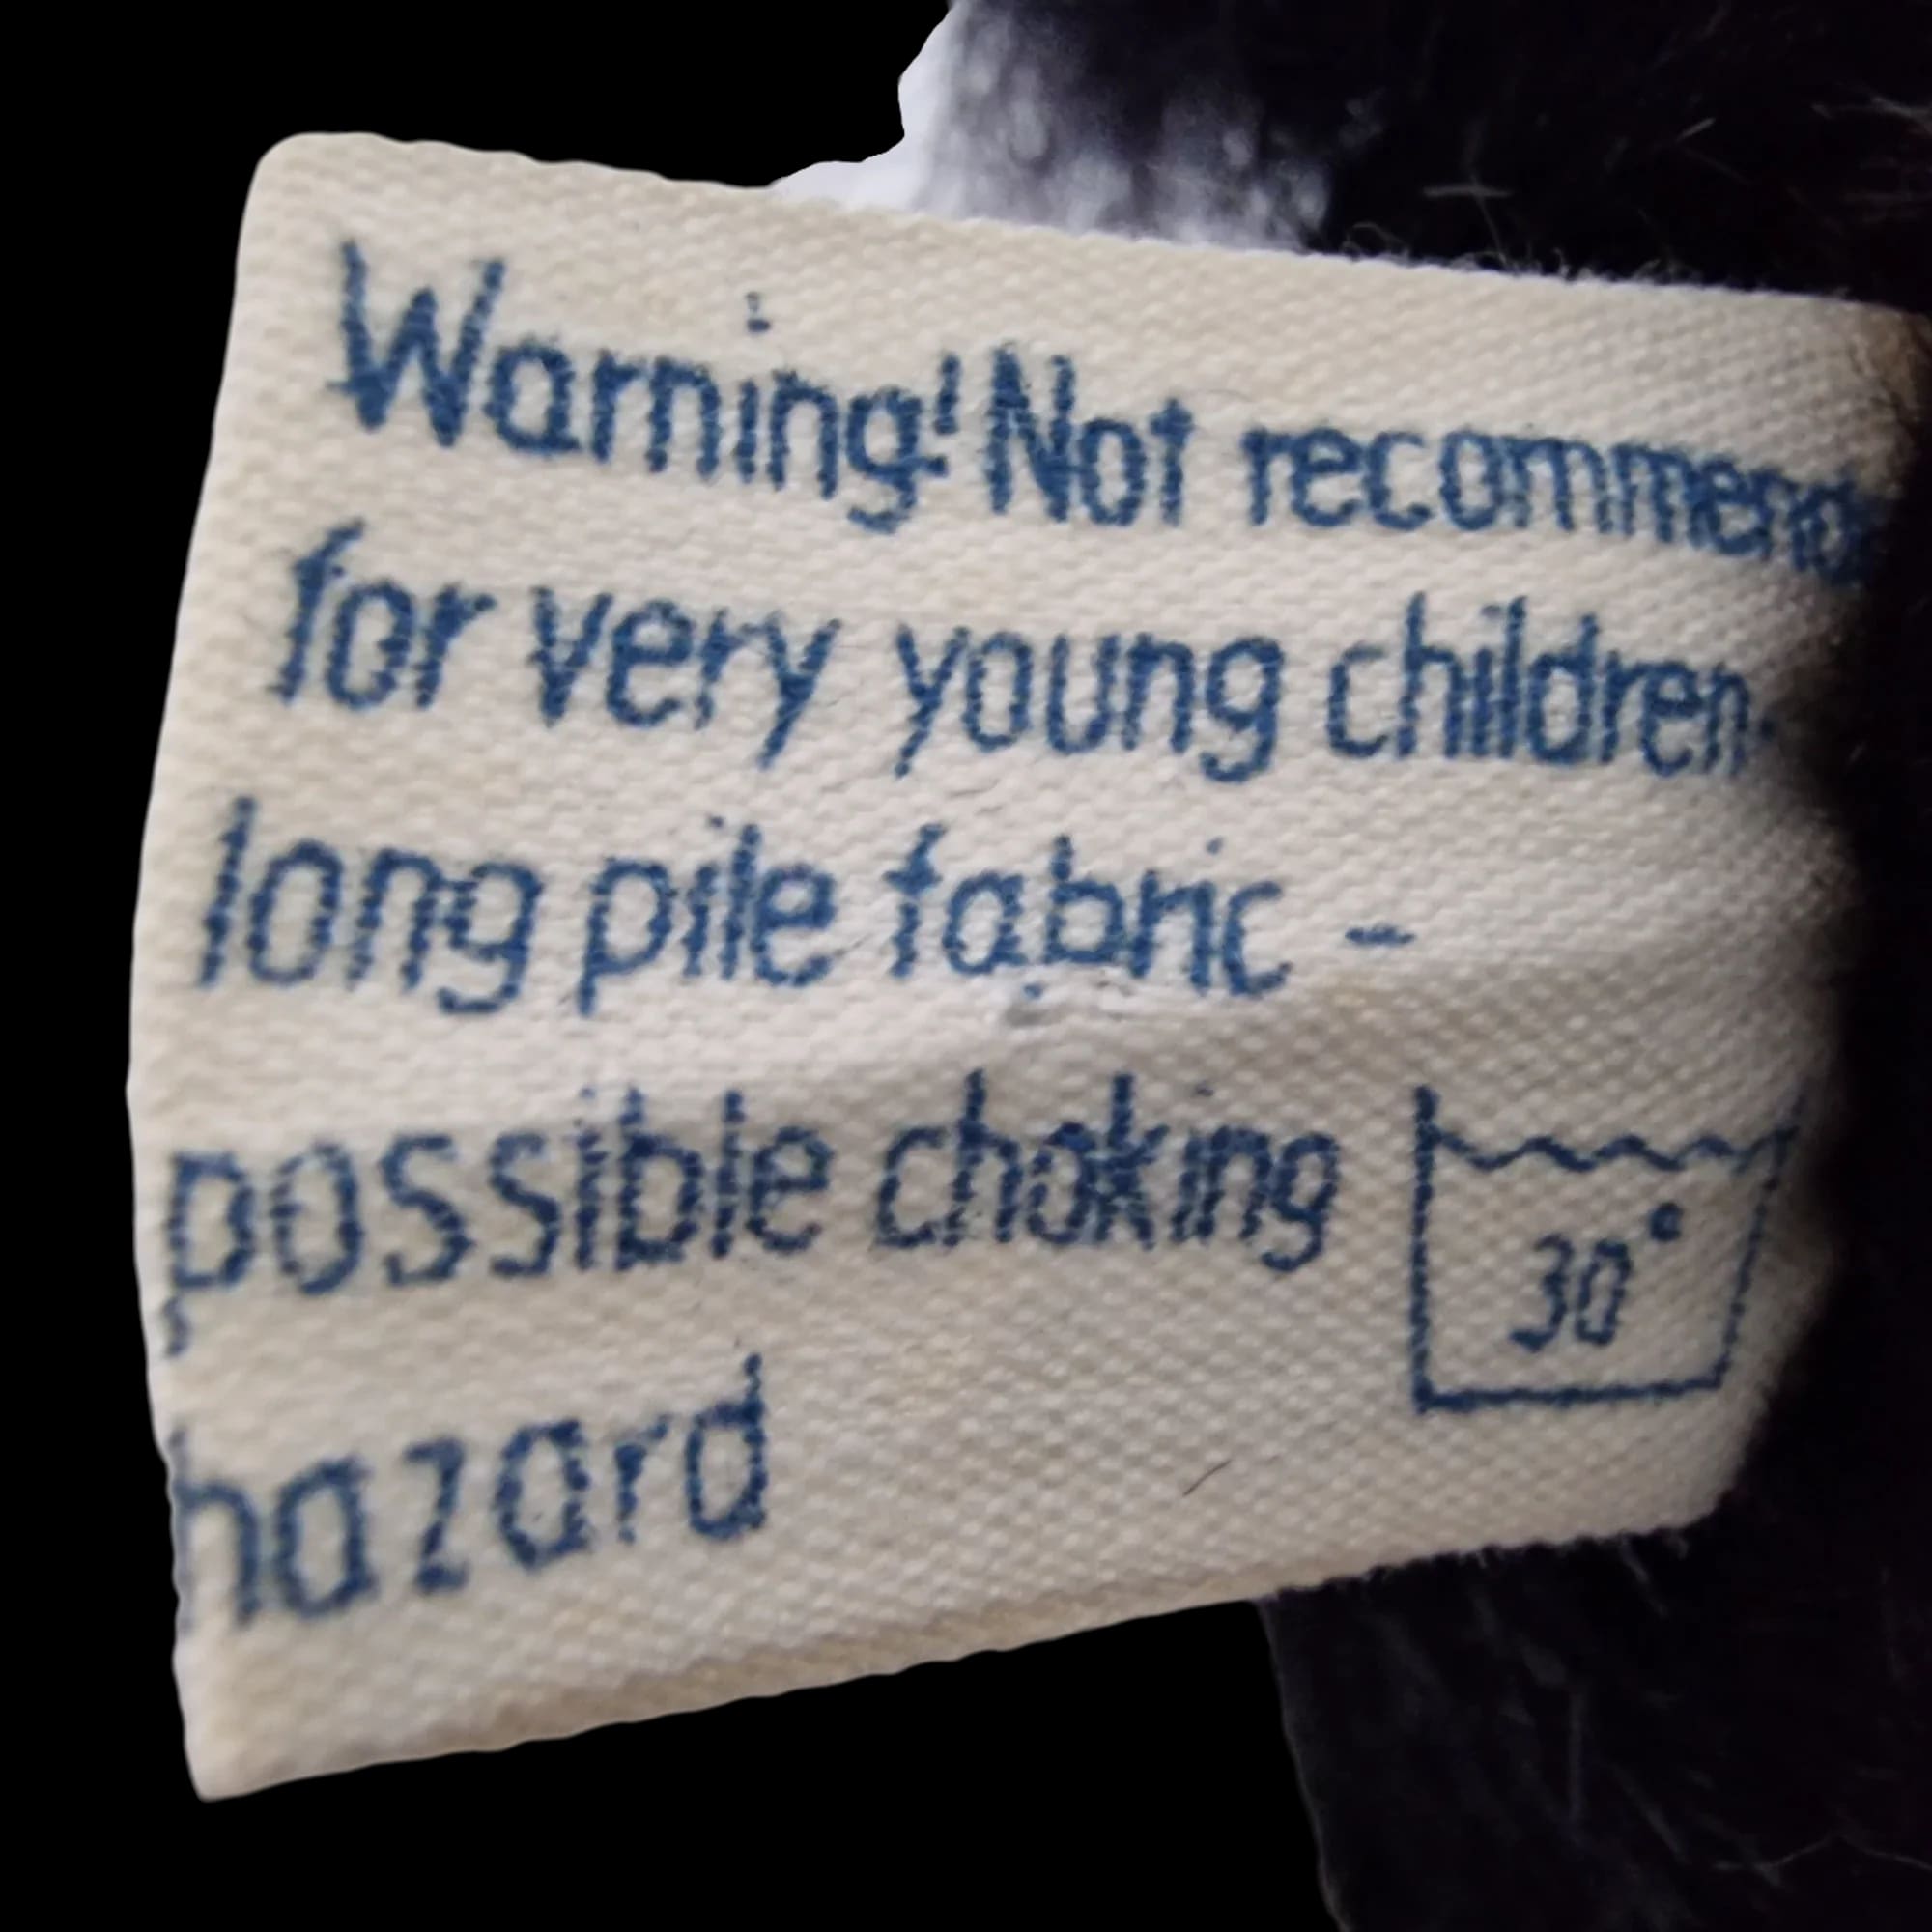 Warning! Not recommend
for very young children.
long pile fabric -
possible choking
30°
hazard